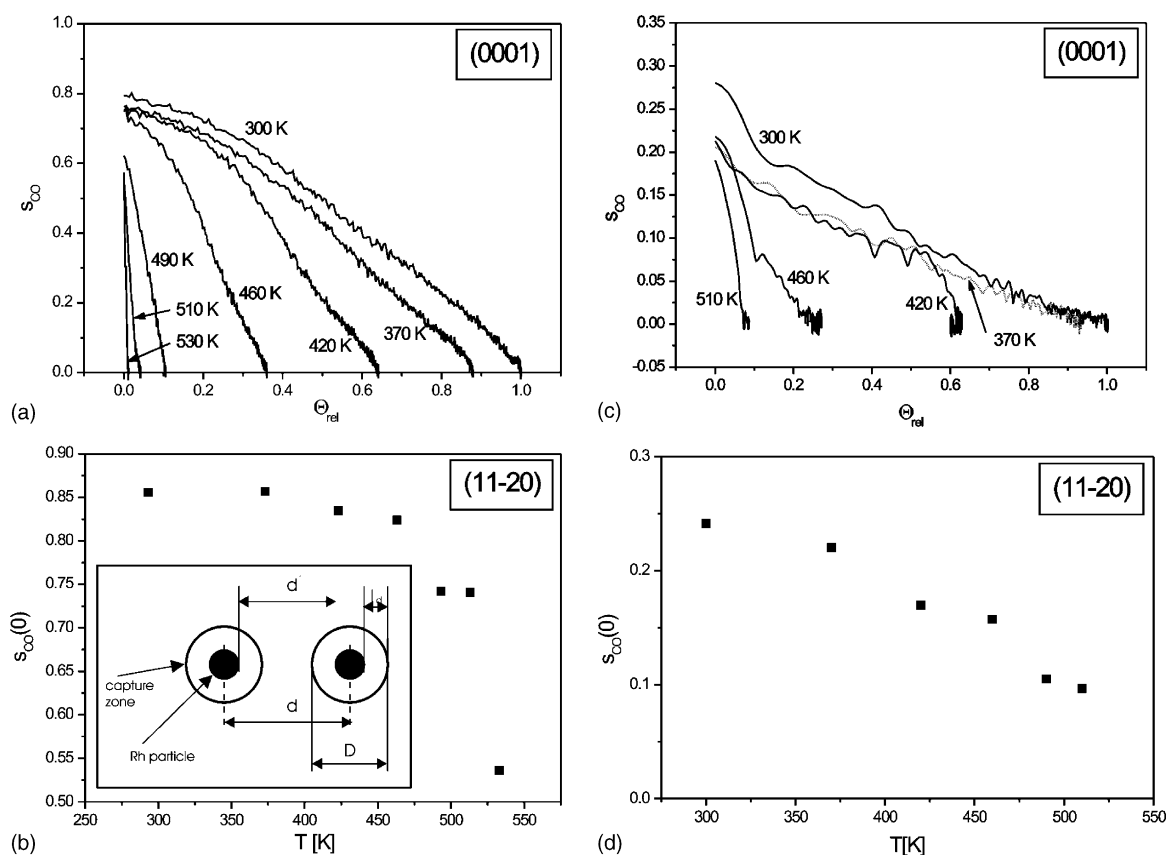 (0001)
1.0
0.8
0.6
0.4
0.2
0.0
s_CO
300 K
490 K
510 K
530 K
460 K
420 K
370 K
0.0 0.2 0.4 0.6 0.8 1.0
Θ_rel
(a)
(0001)
0.35
0.30
0.25
0.20
0.15
0.10
0.05
0.00
-0.05
s_CO
300 K
510 K
460 K
420 K
370 K
0.0 0.2 0.4 0.6 0.8 1.0
Θ_rel
(c)
(11-20)
0.90
0.85
0.80
0.75
0.70
0.65
0.60
0.55
0.50
s_CO(0)
d
capture
zone
Rh particle
d
D
250 300 350 400 450 500 550
T [K]
(b)
(11-20)
0.3
0.2
0.1
0.0
s_CO(0)
300 350 400 450 500 550
T[K]
(d)